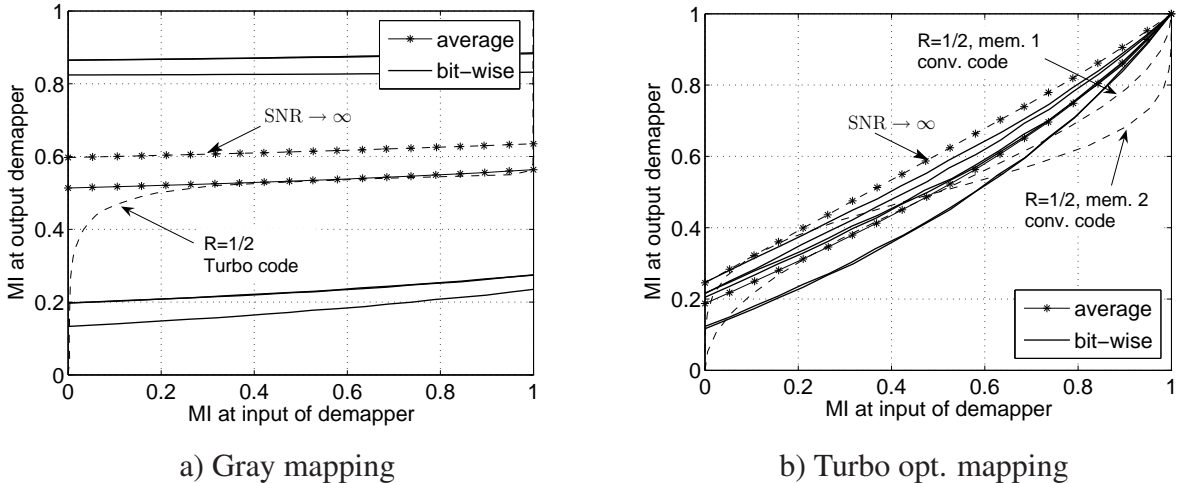 average
bit−wise
SNR → ∞
R=1/2
Turbo code
MI at output demapper
1
0.8
0.6
0.4
0.2
0
0 0.2 0.4 0.6 0.8 1
MI at input of demapper
a) Gray mapping
R=1/2, mem. 1
conv. code
SNR → ∞
R=1/2, mem. 2
conv. code
average
bit−wise
MI at output demapper
1
0.8
0.6
0.4
0.2
0
0 0.2 0.4 0.6 0.8 1
MI at input of demapper
b) Turbo opt. mapping